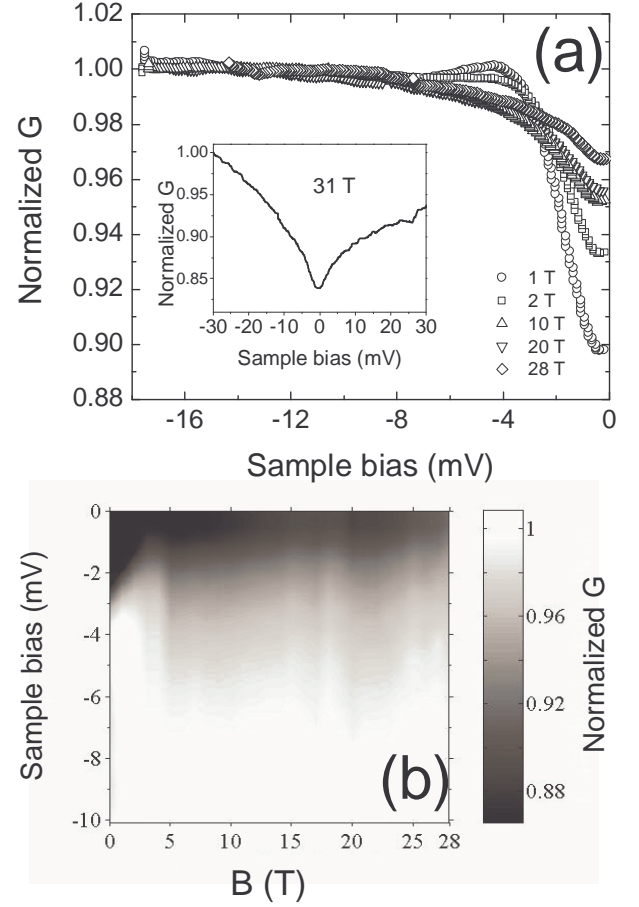 (a)
Normalized G
1.02
1.00
0.98
0.96
0.94
0.92
0.90
0.88
31 T
Normalized G
1.00
0.95
0.90
0.85
-30 -20 -10 0 10 20 30
Sample bias (mV)
1 T
2 T
10 T
20 T
28 T
-16 -12 -8 -4 0
Sample bias (mV)
(b)
Sample bias (mV)
0
-2
-4
-6
-8
-10
0 5 10 15 20 25 28
B (T)
1
0.96
0.92
0.88
Normalized G